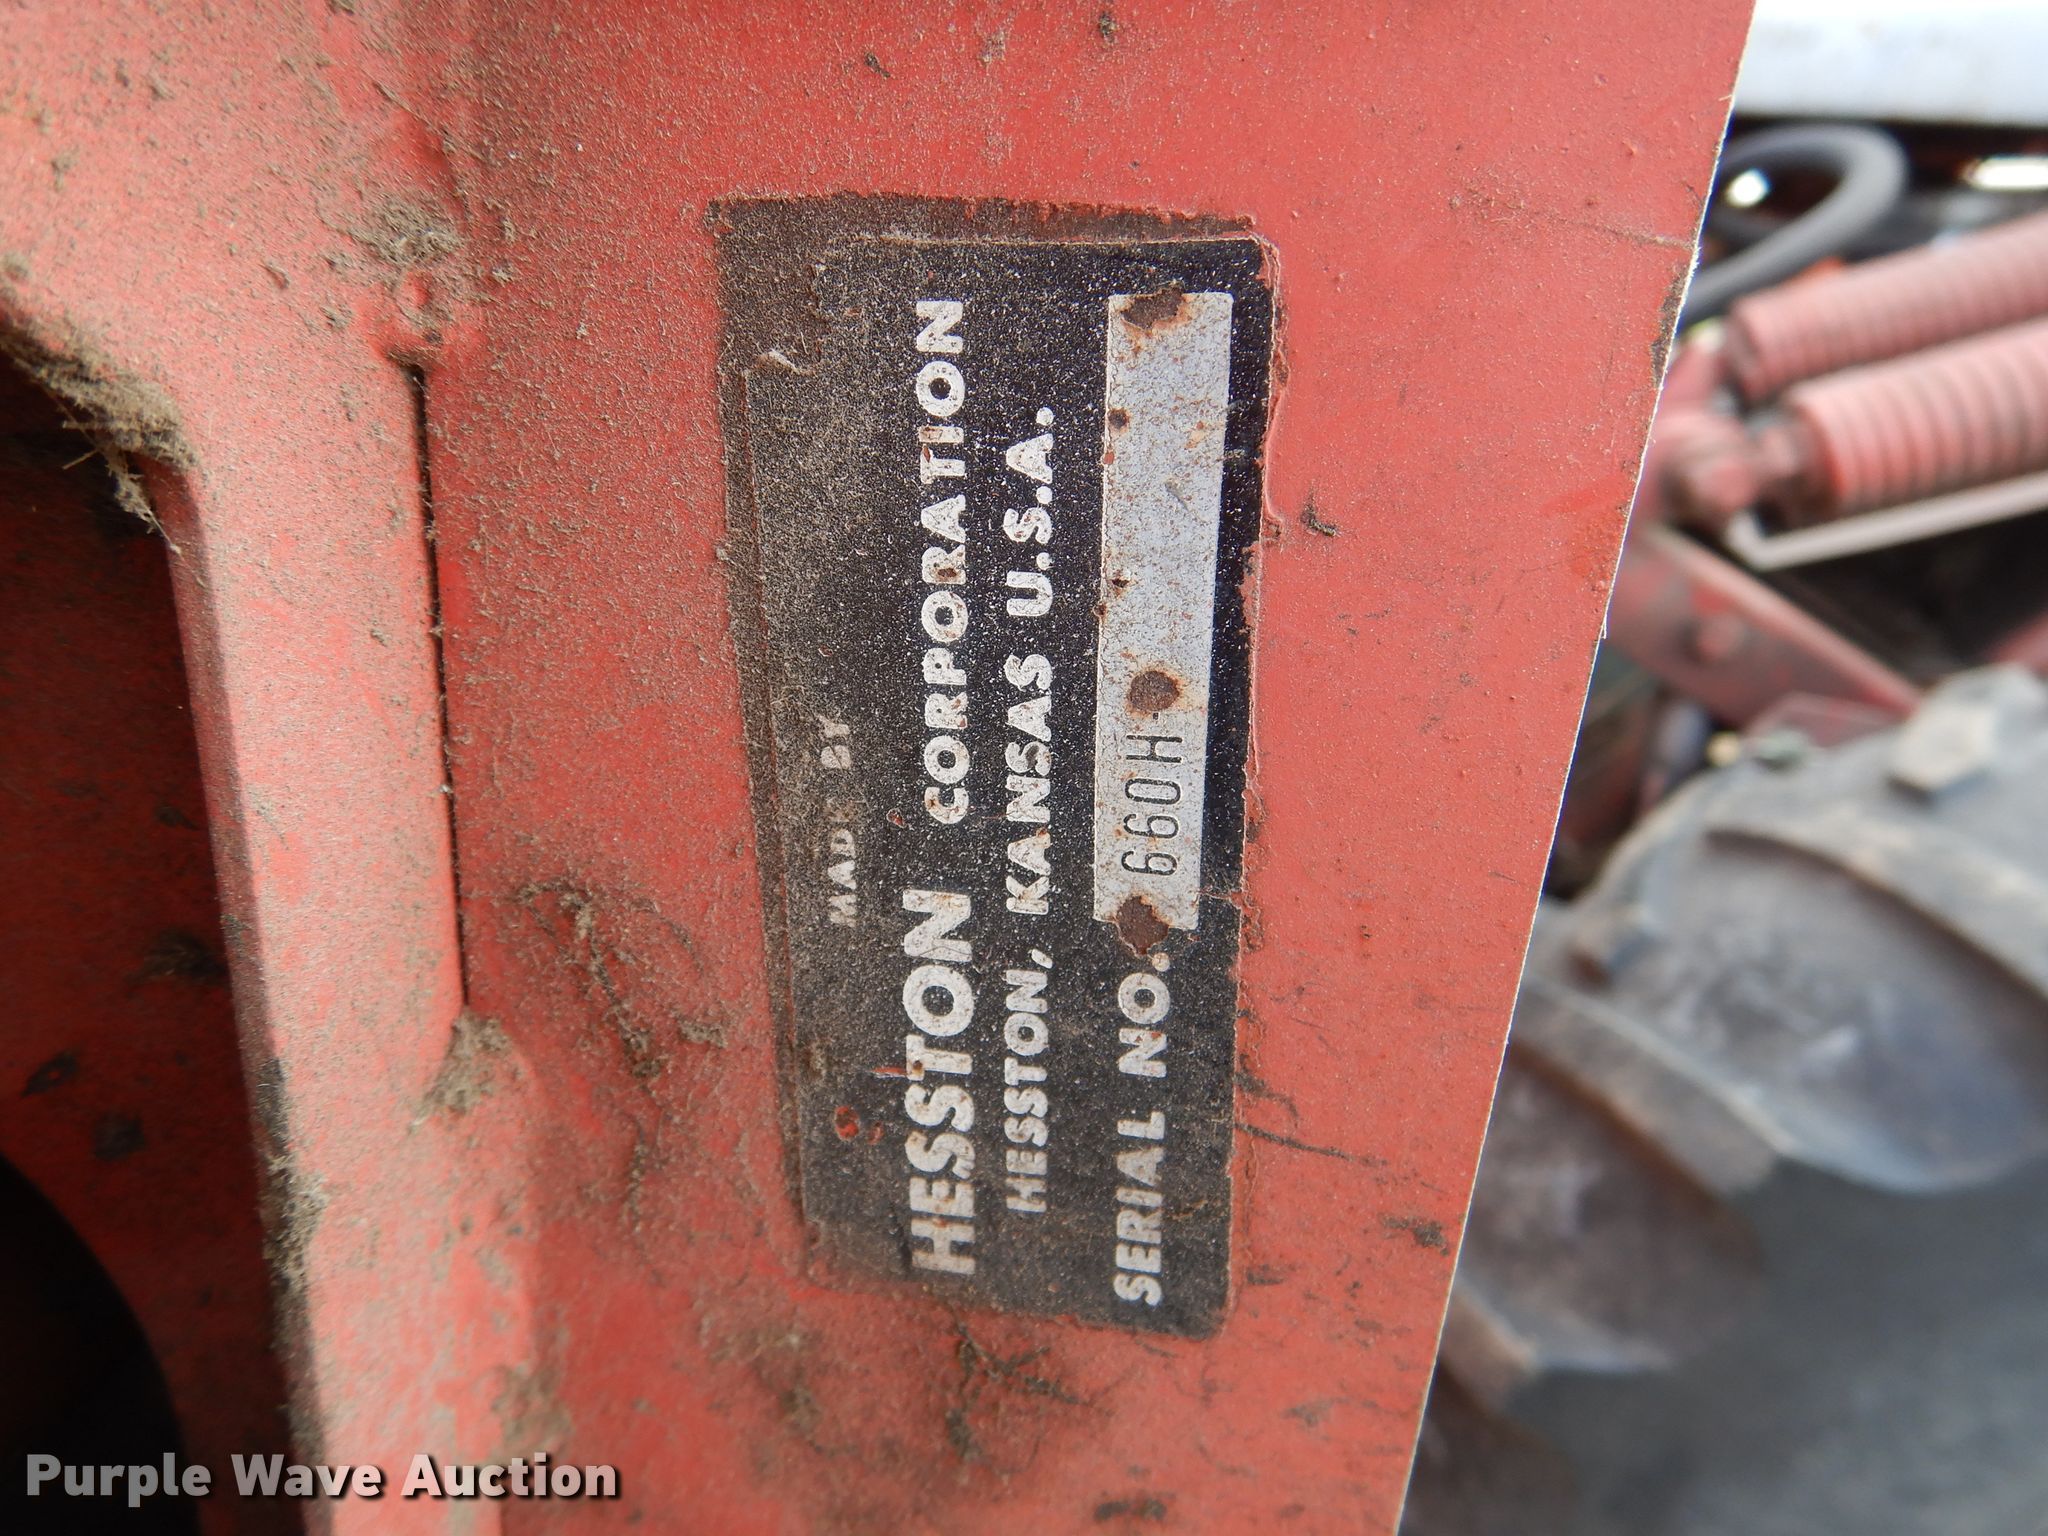 MADE BY
HESSTON CORPORATION
HESSTON, KANSAS U.S.A.
SERIAL NO. 660H-
Purple Wave Auction